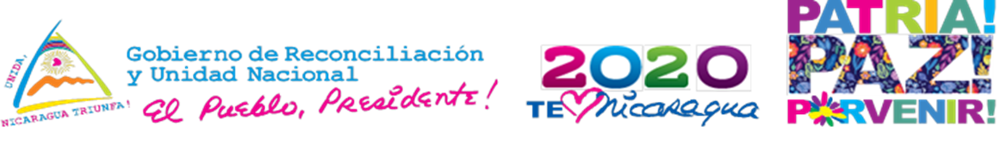 UNIDA,
NICARAGUA TRIUNFA!
Gobierno de Reconciliación
y Unidad Nacional
El Pueblo, Presidente!
2020
TE Nicaragua
PATRIA!
PAZ!
PORVENIR!